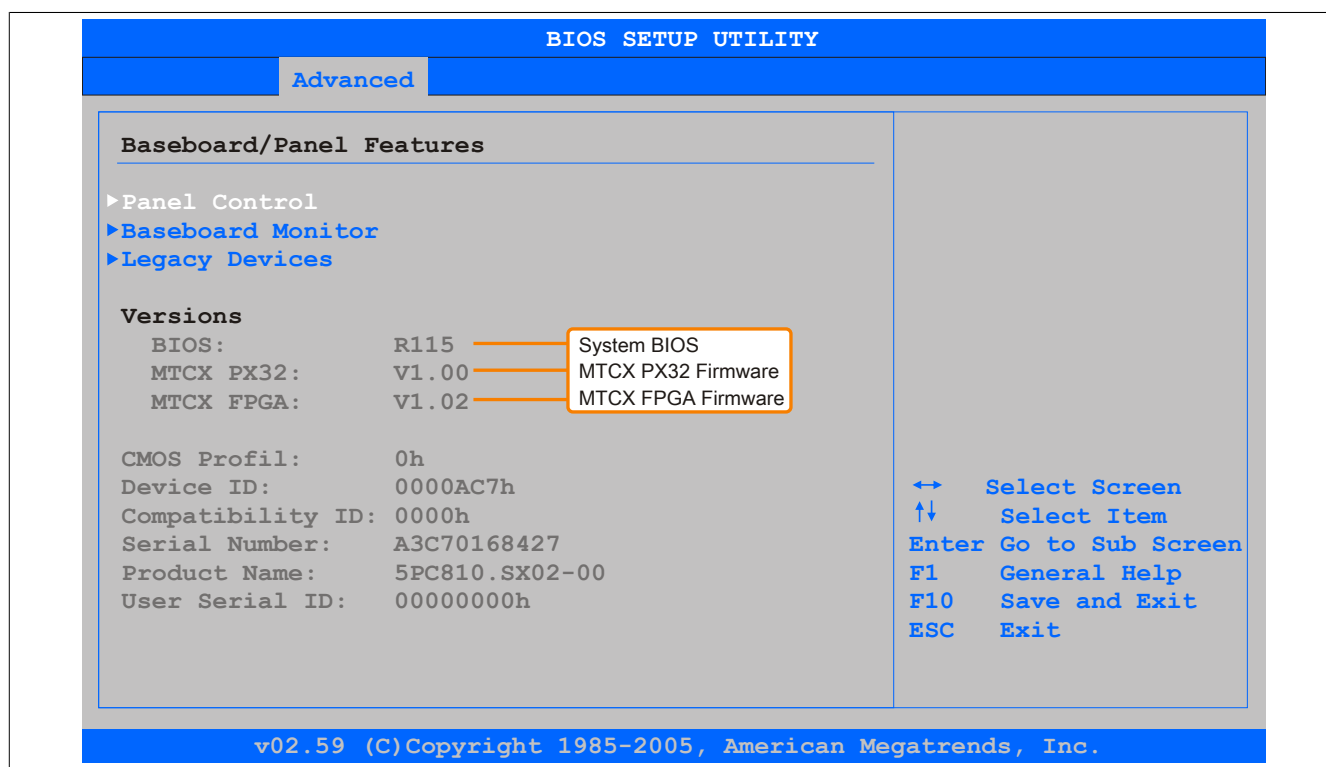 BIOS SETUP UTILITY
Advanced
Baseboard/Panel Features
Panel Control
Baseboard Monitor
Legacy Devices
Versions
BIOS: R115 System BIOS
MTCX PX32: V1.00 MTCX PX32 Firmware
MTCX FPGA: V1.02 MTCX FPGA Firmware
CMOS Profil: 0h
Device ID: 0000AC7h
Compatibility ID: 0000h
Serial Number: A3C70168427
Product Name: 5PC810.SX02-00
User Serial ID: 00000000h
Select Screen
Select Item
Enter Go to Sub Screen
F1 General Help
F10 Save and Exit
ESC Exit
v02.59 (C)Copyright 1985-2005, American Megatrends, Inc.